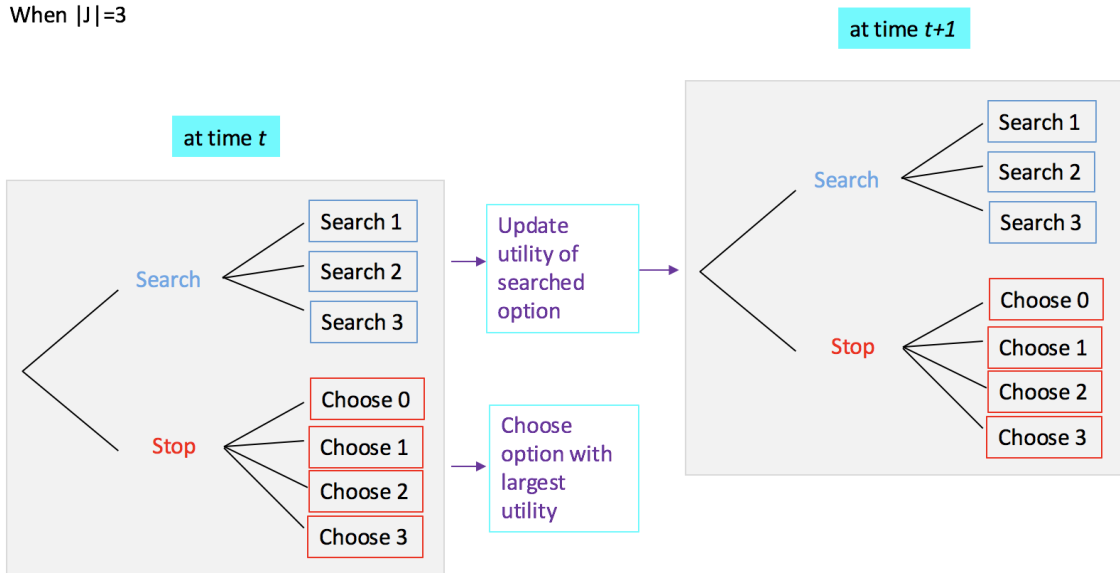 When |J|=3
at time t
Search
Search 1
Search 2
Search 3
Stop
Choose 0
Choose 1
Choose 2
Choose 3
Update
utility of
searched
option
Choose
option with
largest
utility
at time t+1
Search
Search 1
Search 2
Search 3
Stop
Choose 0
Choose 1
Choose 2
Choose 3